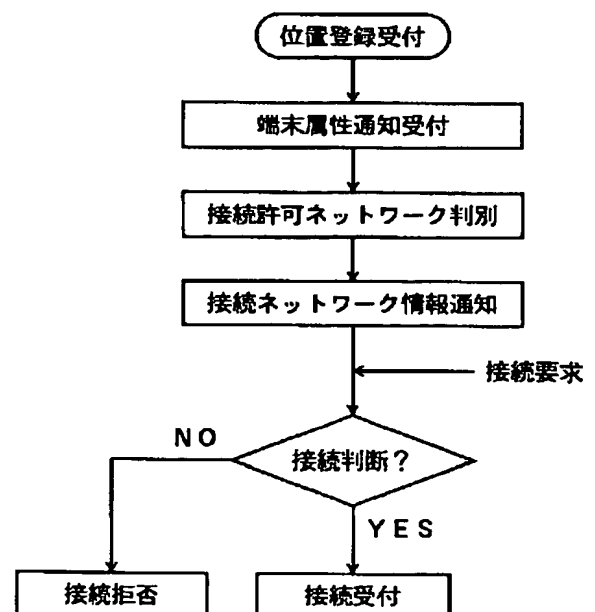 位置登録受付
端末属性通知受付
接続許可ネットワーク判別
接続ネットワーク情報通知
接続要求
NO
接続判断？
YES
接続拒否
接続受付